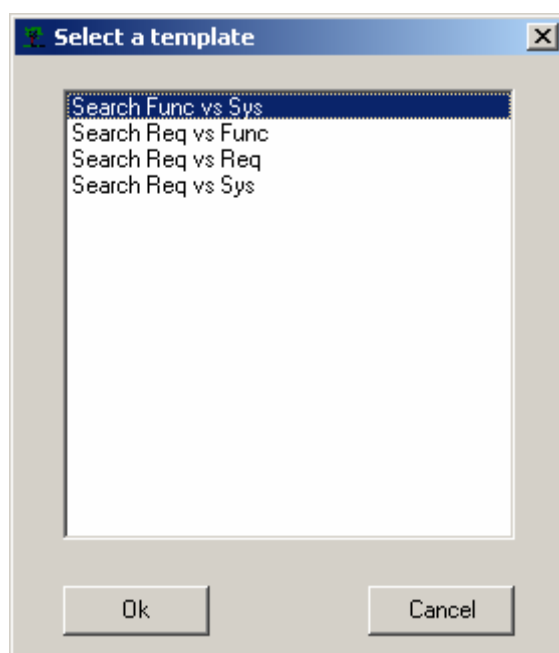 Select a template
Search Func vs Sys
Search Req vs Func
Search Req vs Req
Search Req vs Sys
Ok
Cancel